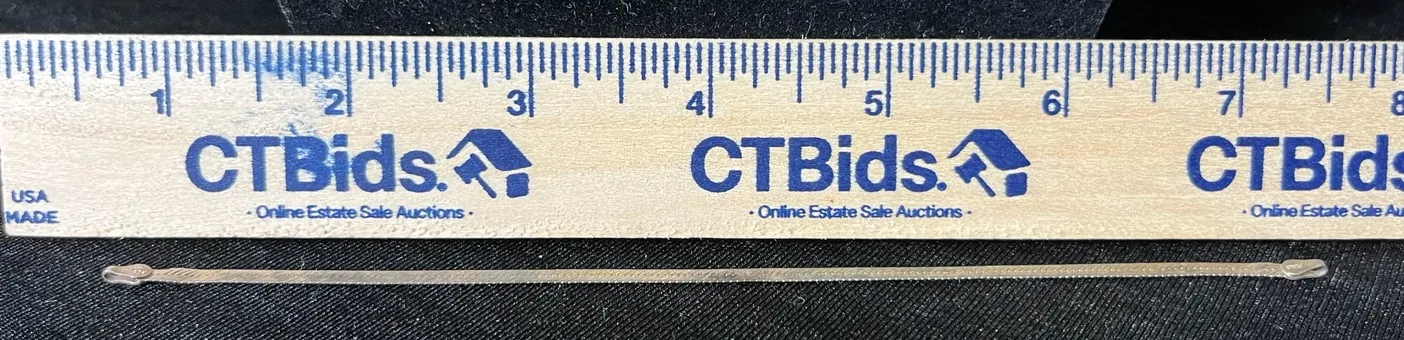 1 2 3 4 5 6 7 8
CTBids. CTBids. CTBids
· Online Estate Sale Auctions · · Online Estate Sale Auctions · · Online Estate Sale Au
USA
MADE